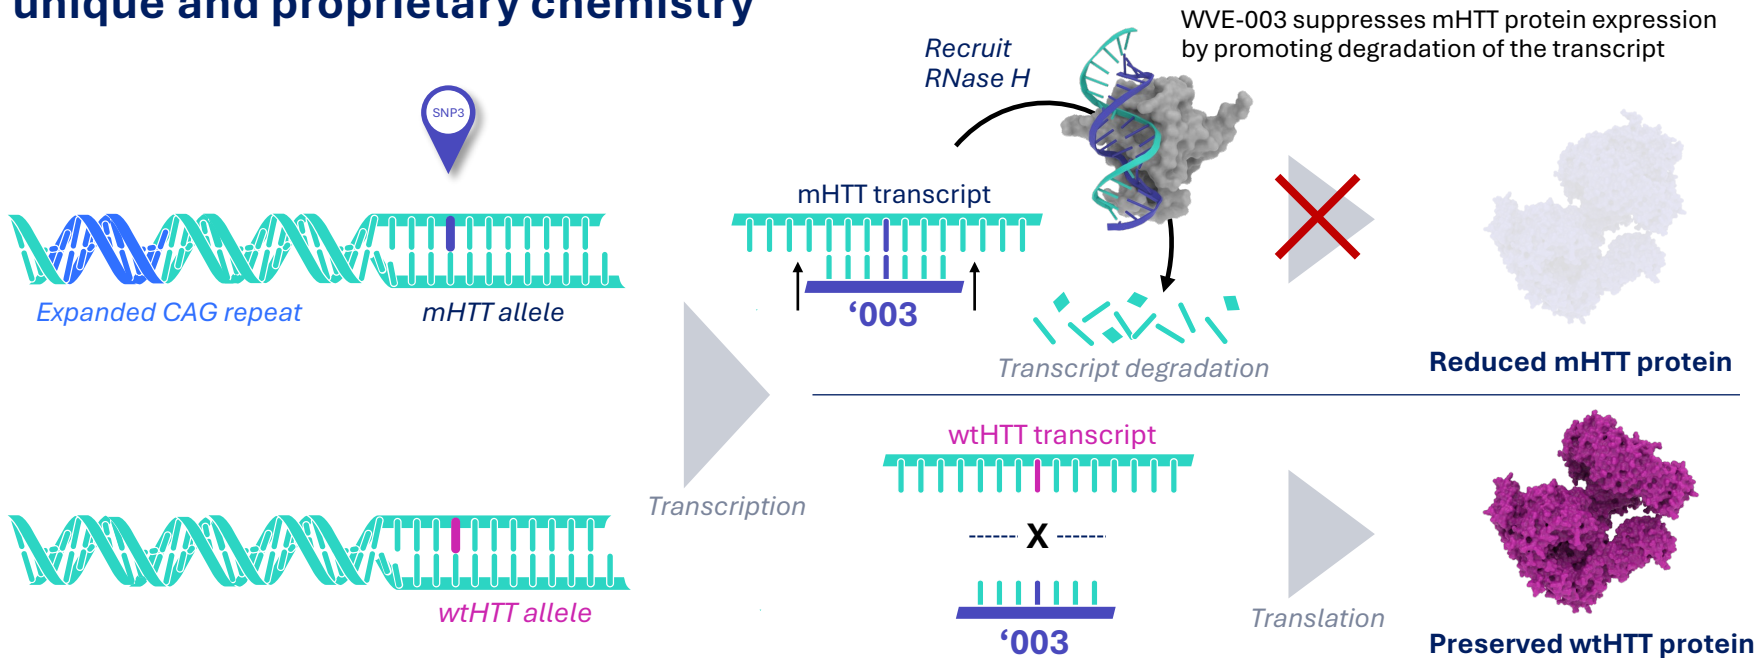 unique and proprietary chemistry
WVE-003 suppresses mHTT protein expression
by promoting degradation of the transcript
Recruit
RNase H
SNP3
mHTT transcript
Expanded CAG repeat
mHTT allele
‘003
Transcript degradation
Reduced mHTT protein
wtHTT transcript
Transcription
X
wtHTT allele
‘003
Translation
Preserved wtHTT protein